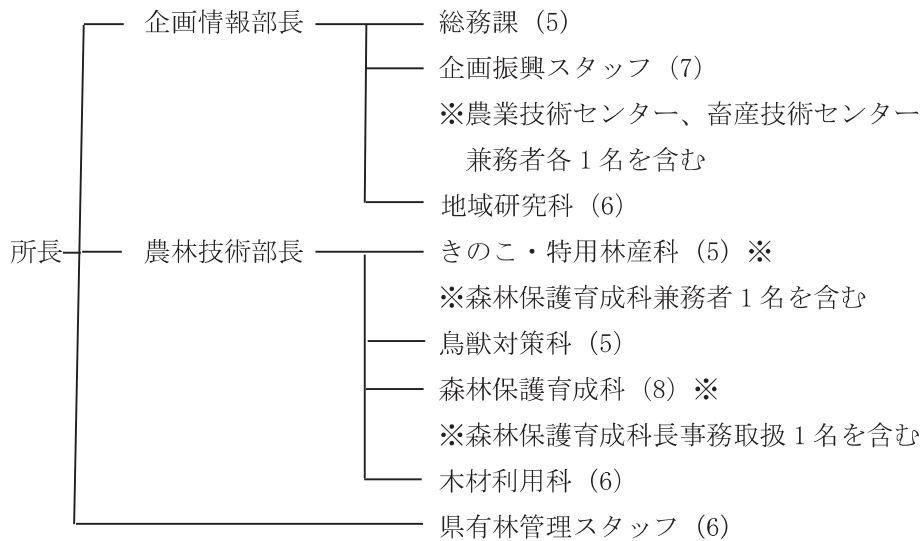 企画情報部長 総務課（5）
企画振興スタッフ（7）
※農業技術センター、畜産技術センター
兼務者各1名を含む
地域研究科（6）
所長 農林技術部長 きのこ・特用林産科（5）※
※森林保護育成科兼務者1名を含む
鳥獣対策科（5）
森林保護育成科（8）※
※森林保護育成科長事務取扱1名を含む
木材利用科（6）
県有林管理スタッフ（6）